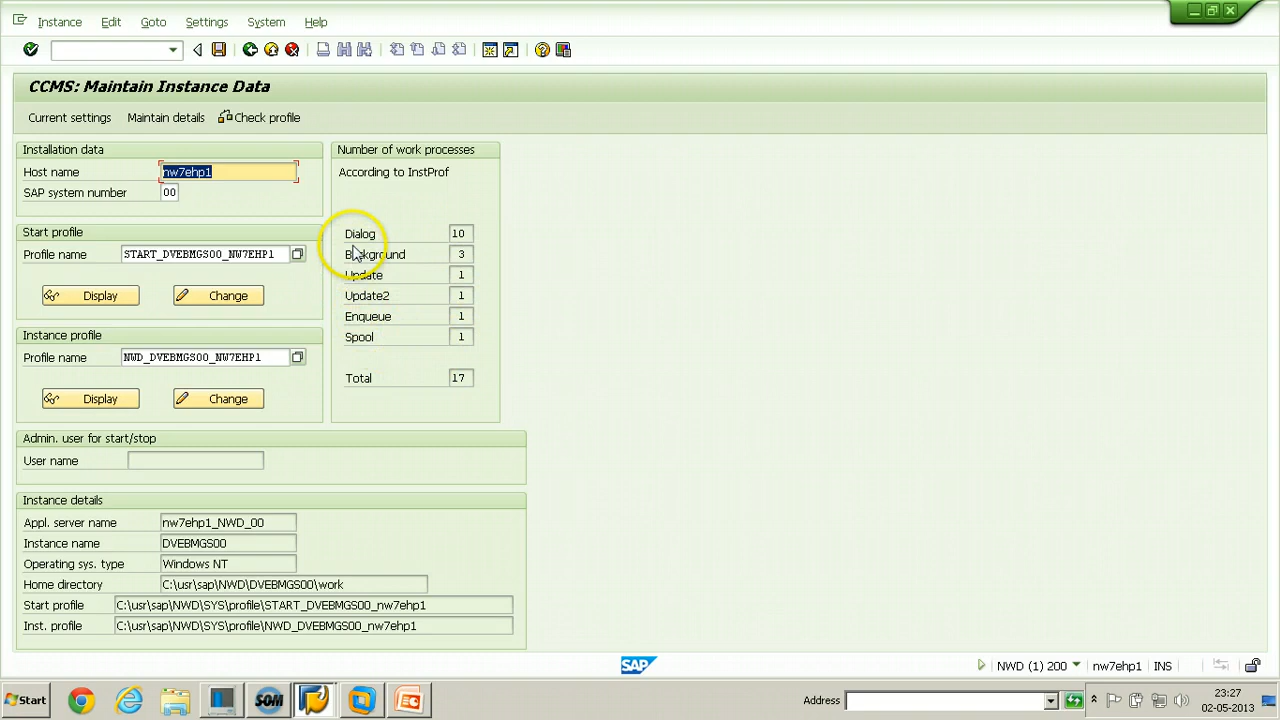 Instance Edit Goto Settings System Help
CCMS: Maintain Instance Data
Current settings Maintain details Check profile
Installation data
Host name nw7ehp1
SAP system number 00
Start profile
Profile name START_DVEBMGS00_NW7EHP1
Display Change
Instance profile
Profile name NWD_DVEBMGS00_NW7EHP1
Display Change
Number of work processes
According to InstProf
Dialog 10
Background 3
Update 1
Update2 1
Enqueue 1
Spool 1
Total 17
Admin. user for start/stop
User name
Instance details
Appl. server name nw7ehp1_NWD_00
Instance name DVEBMGS00
Operating sys. type Windows NT
Home directory C:\usr\sap\NWD\DVEBMGS00\work
Start profile C:\usr\sap\NWD\SYS\profile\START_DVEBMGS00_nw7ehp1
Inst. profile C:\usr\sap\NWD\SYS\profile\NWD_DVEBMGS00_nw7ehp1
SAP NWD (1) 200 nw7ehp1 INS
Start SOM Address 23:27
02-05-2013